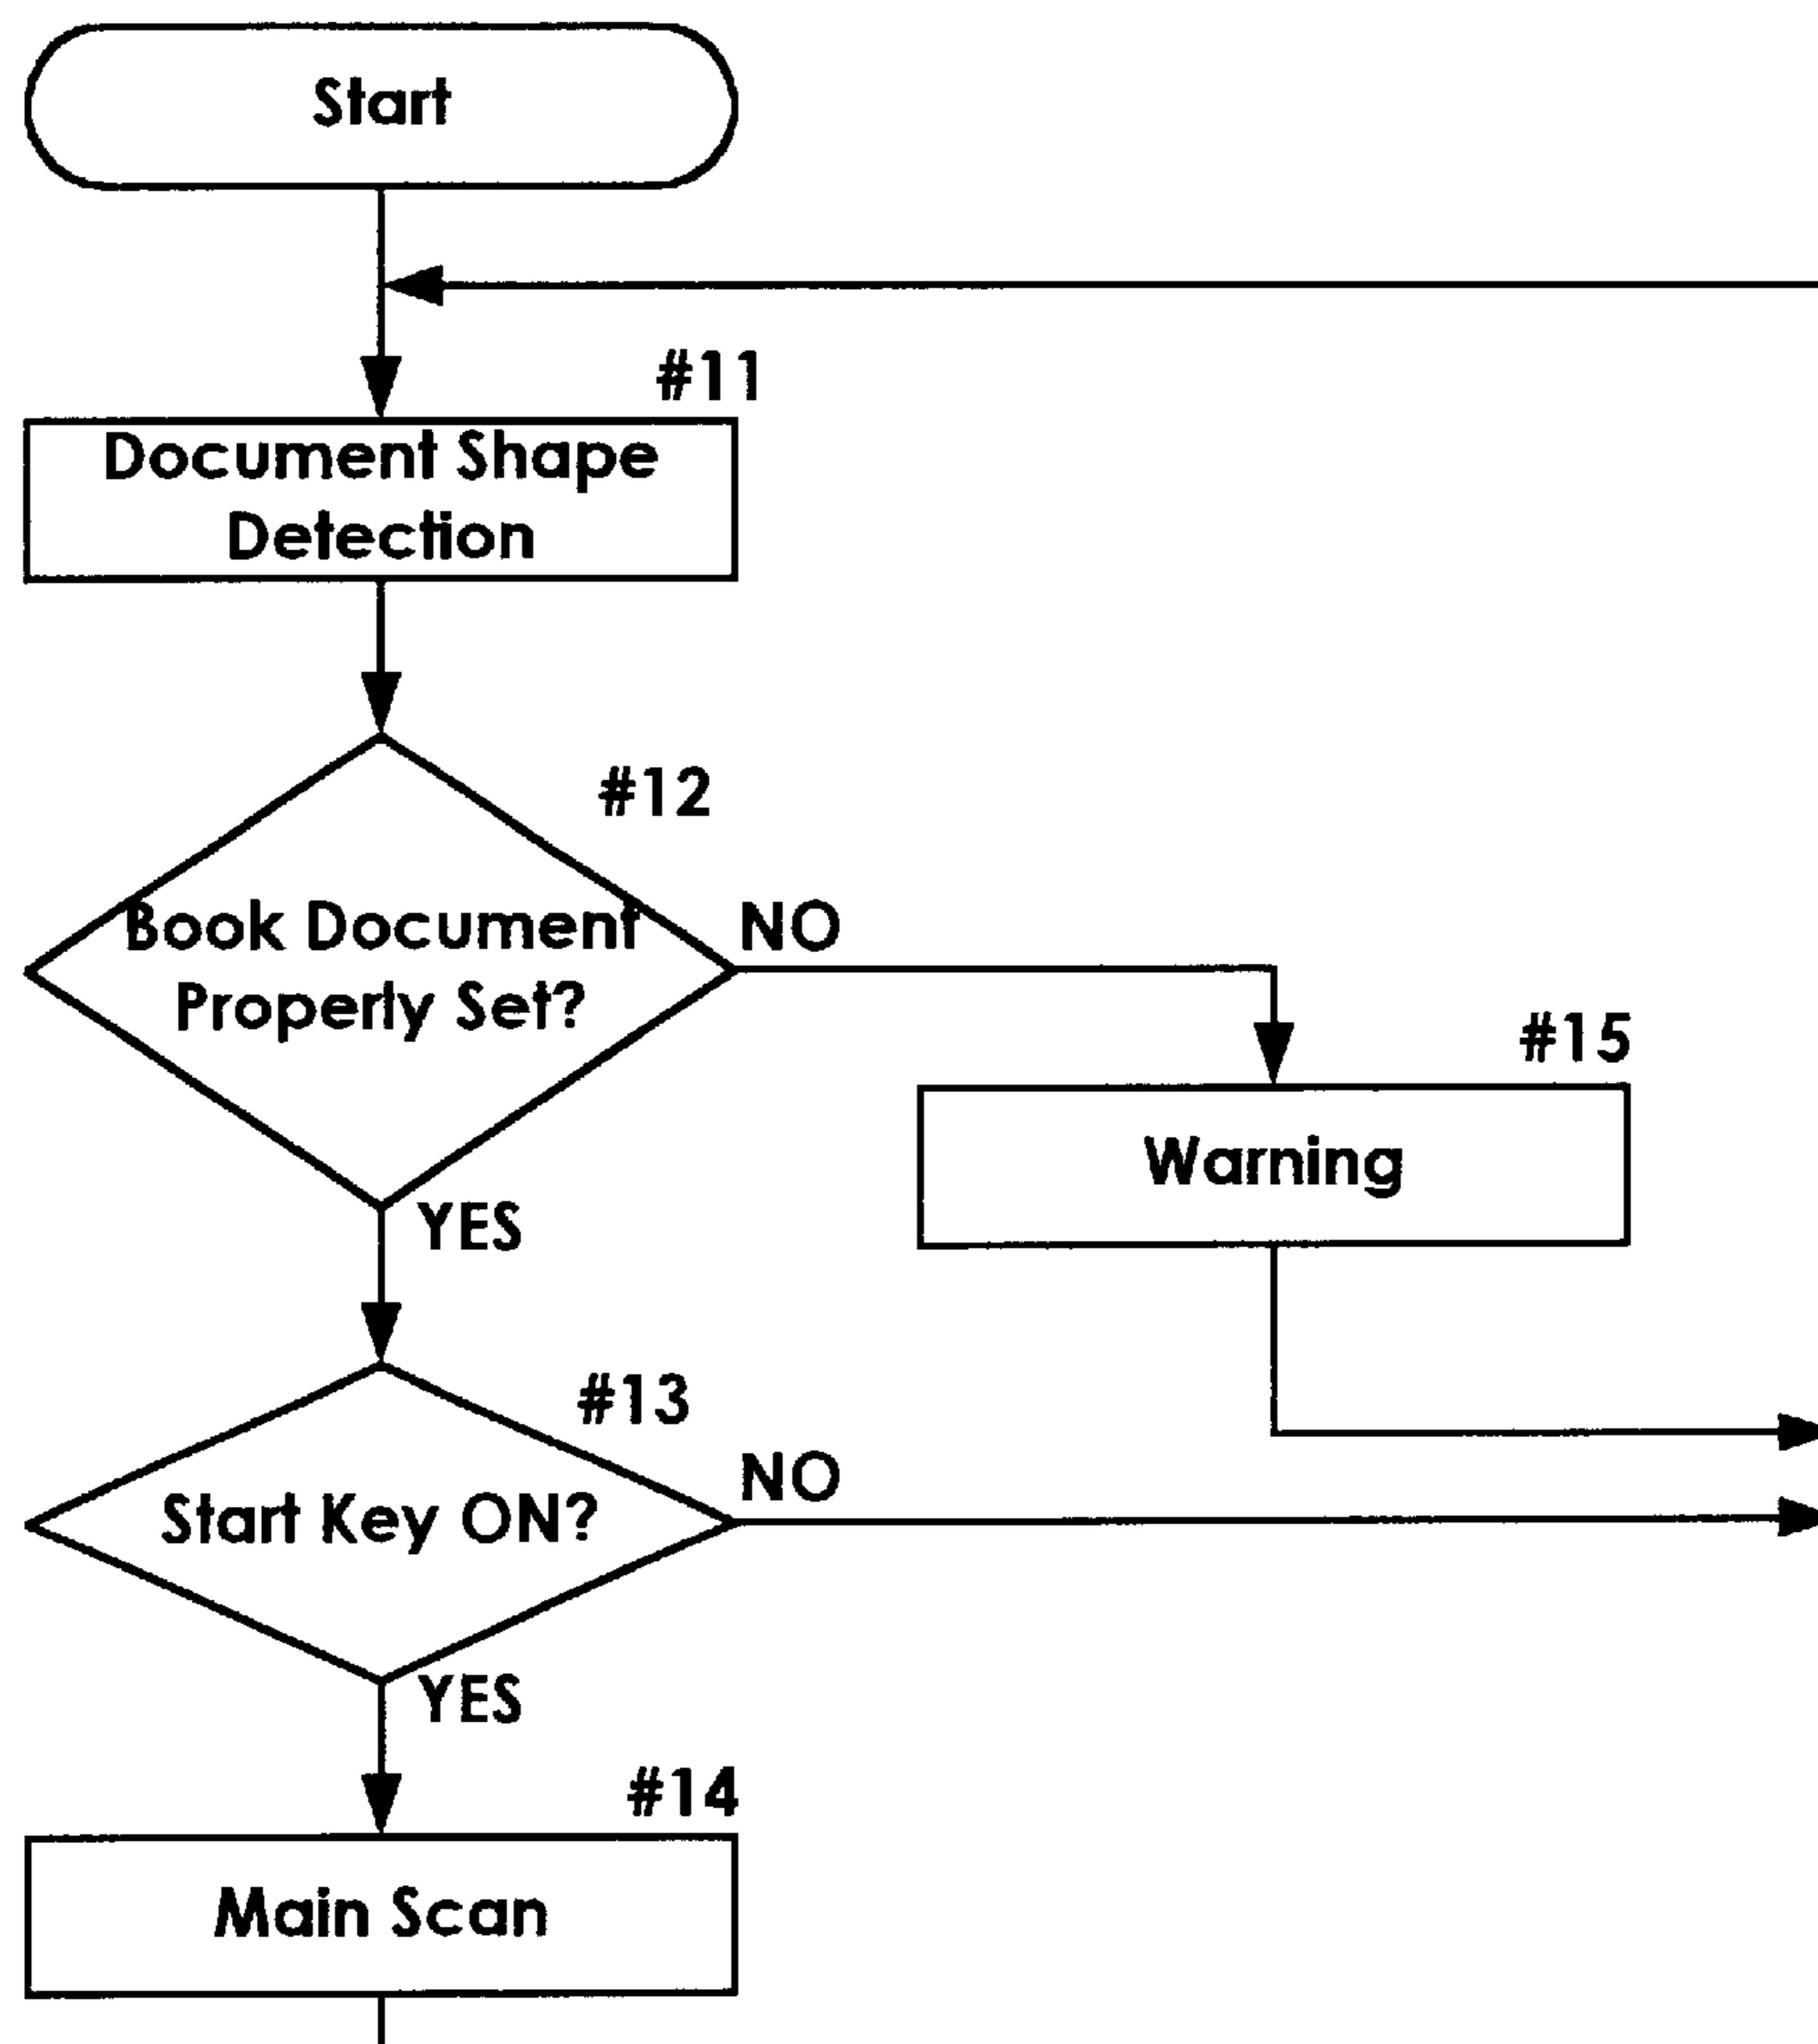 Start
#11
Document Shape
Detection
#12
Book Document
Properly Set?
NO
#15
Warning
YES
#13
NO
Start Key ON?
YES
#14
Main Scan